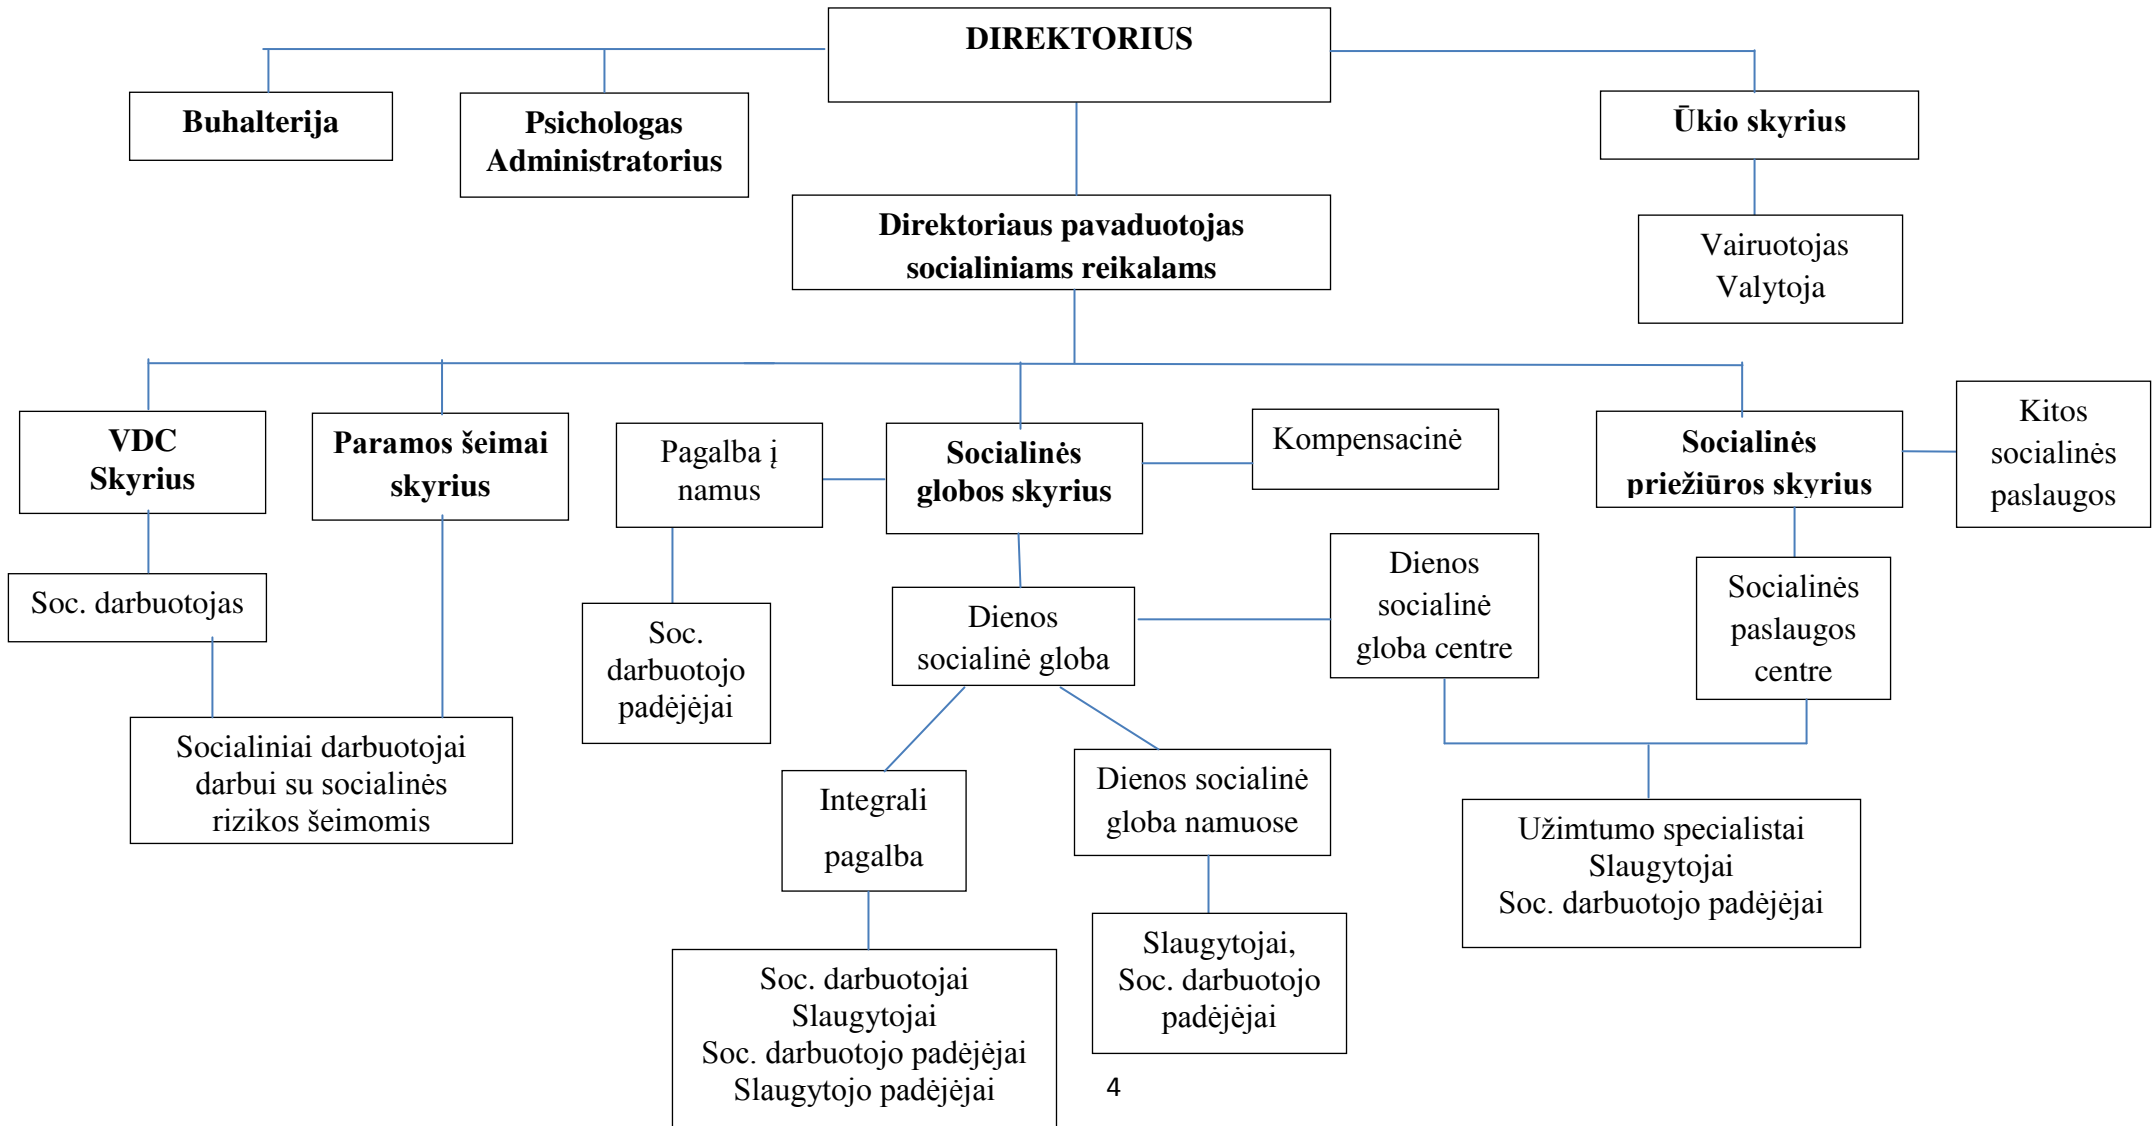 DIREKTORIUS
Buhalterija
Psichologas
Administratorius
Ūkio skyrius
Direktoriaus pavaduotojas
socialiniams reikalams
Vairuotojas
Valytoja
VDC
Skyrius
Paramos šeimai
skyrius
Pagalba į
namus
Socialinės
globos skyrius
Kompensacinė
Socialinės
priežiūros skyrius
Kitos
socialinės
paslaugos
Soc. darbuotojas
Soc.
darbuotojo
padėjėjai
Dienos
socialinė globa
Dienos
socialinė
globa centre
Socialinės
paslaugos
centre
Socialiniai darbuotojai
darbui su socialinės
rizikos šeimomis
Integrali
pagalba
Dienos socialinė
globa namuose
Užimtumo specialistai
Slaugytojai
Soc. darbuotojo padėjėjai
Soc. darbuotojai
Slaugytojai
Soc. darbuotojo padėjėjai
Slaugytojo padėjėjai
Slaugytojai,
Soc. darbuotojo
padėjėjai
4